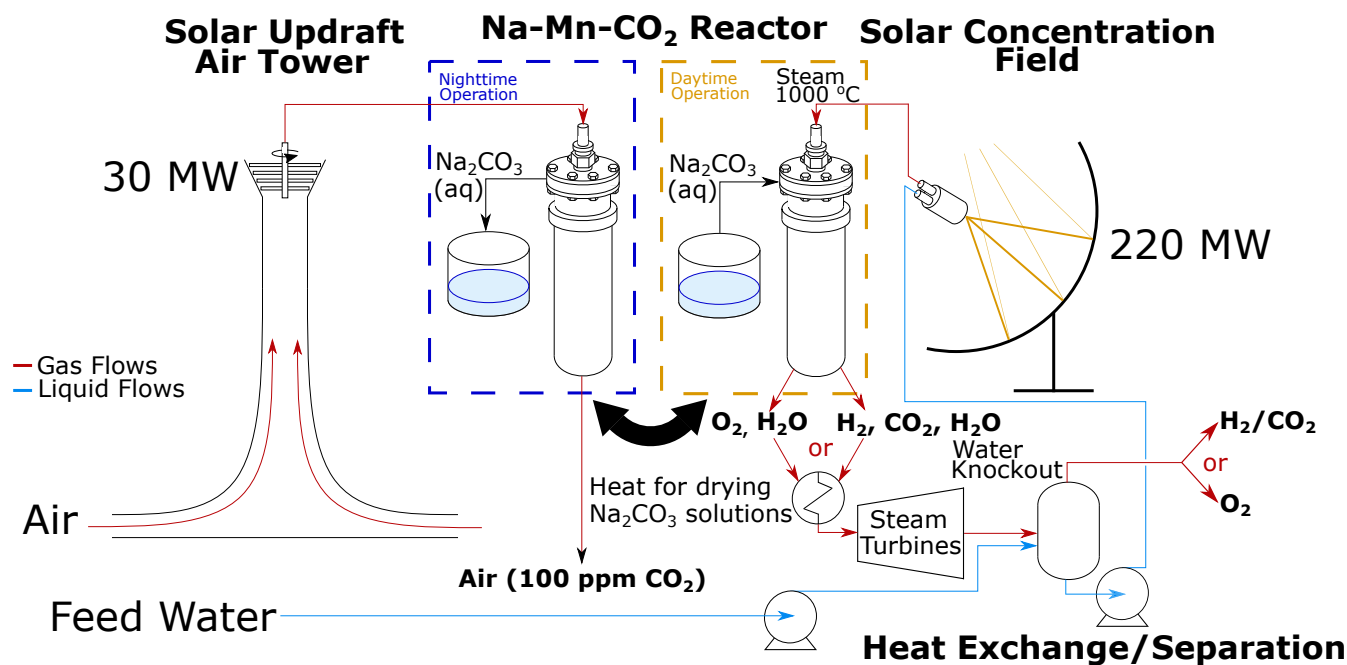 Solar Updraft
Air Tower
Na-Mn-CO₂ Reactor
Solar Concentration
Field
Nighttime
Operation
Daytime
Operation
Steam
1000 ⁰C
30 MW
Na₂CO₃
(aq)
Na₂CO₃
(aq)
220 MW
Gas Flows
Liquid Flows
O₂, H₂O
H₂, CO₂, H₂O
or
Water
Knockout
H₂/CO₂
or
O₂
Heat for drying
Na₂CO₃ solutions
Steam
Turbines
Air
Air (100 ppm CO₂)
Feed Water
Heat Exchange/Separation